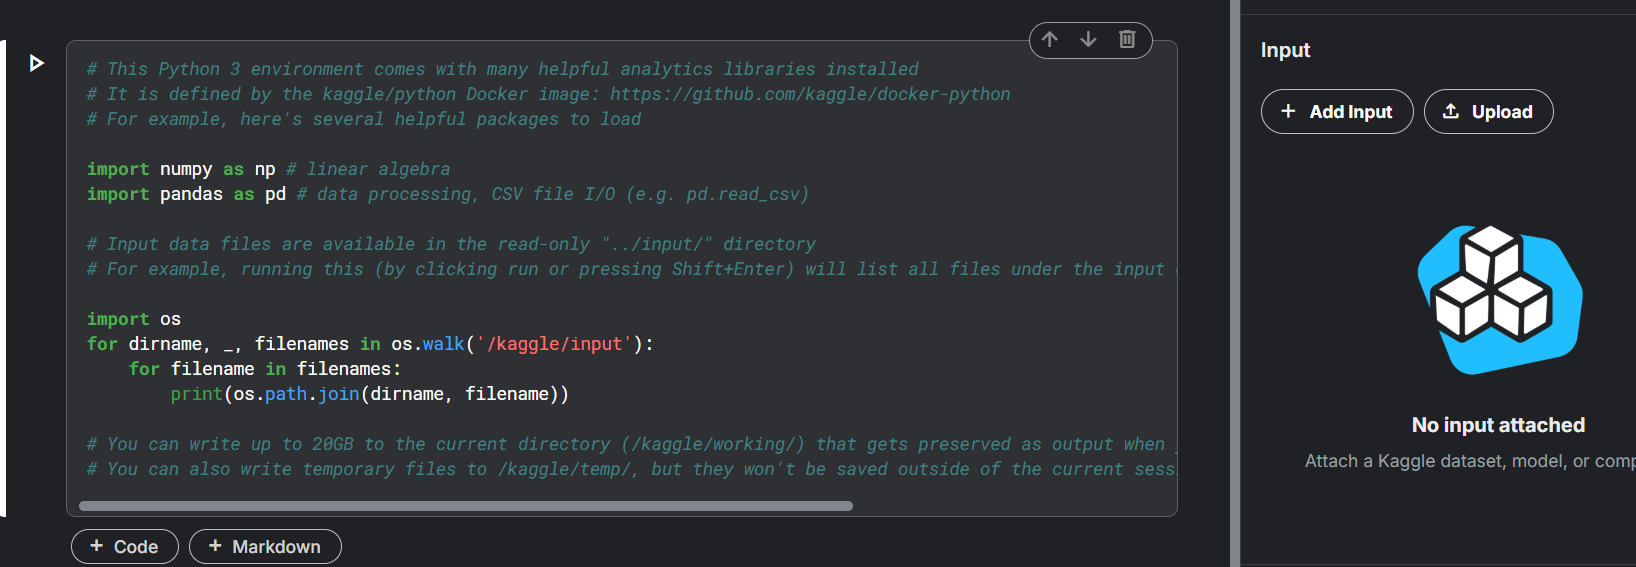 # This Python 3 environment comes with many helpful analytics libraries installed
# It is defined by the kaggle/python Docker image: https://github.com/kaggle/docker-python
# For example, here's several helpful packages to load
import numpy as np # linear algebra
import pandas as pd # data processing, CSV file I/O (e.g. pd.read_csv)
# Input data files are available in the read-only "../input/" directory
# For example, running this (by clicking run or pressing Shift+Enter) will list all files under the input
import os
for dirname, _, filenames in os.walk('/kaggle/input'):
    for filename in filenames:
        print(os.path.join(dirname, filename))
# You can write up to 20GB to the current directory (/kaggle/working/) that gets preserved as output when
# You can also write temporary files to /kaggle/temp/, but they won't be saved outside of the current
+ Code
+ Markdown
Input
+ Add Input
Upload
No input attached
Attach a Kaggle dataset, model, or